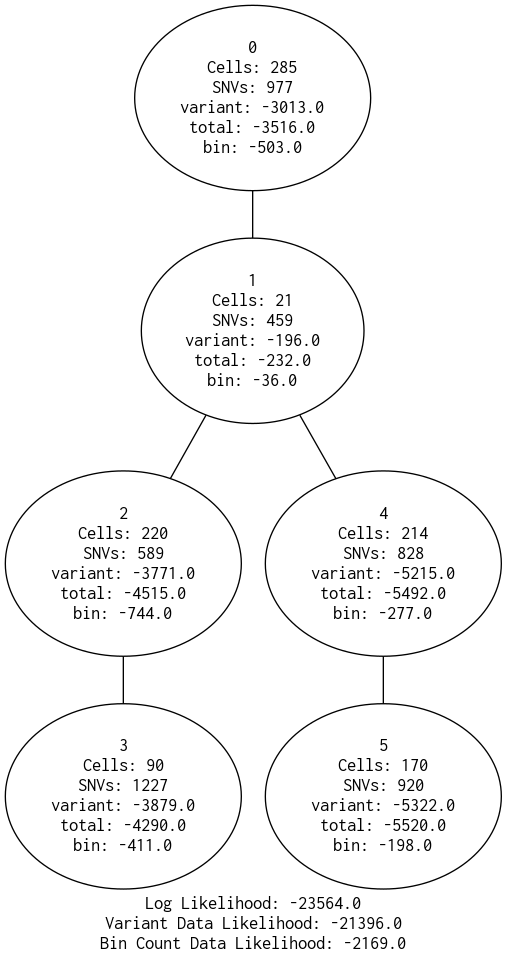 0
Cells: 285
SNVs: 977
variant: -3013.0
total: -3516.0
bin: -503.0
1
Cells: 21
SNVs: 459
variant: -196.0
total: -232.0
bin: -36.0
2
Cells: 220
SNVs: 589
variant: -3771.0
total: -4515.0
bin: -744.0
4
Cells: 214
SNVs: 828
variant: -5215.0
total: -5492.0
bin: -277.0
3
Cells: 90
SNVs: 1227
variant: -3879.0
total: -4290.0
bin: -411.0
5
Cells: 170
SNVs: 920
variant: -5322.0
total: -5520.0
bin: -198.0
Log Likelihood: -23564.0
Variant Data Likelihood: -21396.0
Bin Count Data Likelihood: -2169.0